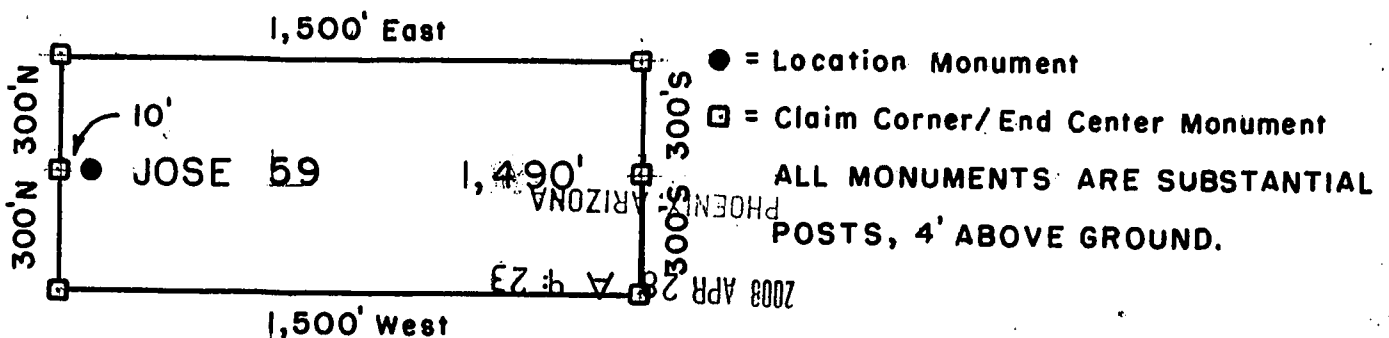 1,500' East
300'N
300'S
10'
JOSE 59
1,490'
300'N
300'S
1,500' West
● = Location Monument
⊡ = Claim Corner/End Center Monument
ALL MONUMENTS ARE SUBSTANTIAL
POSTS, 4' ABOVE GROUND.
PHOENIX, ARIZONA
2008 APR 28 A 4:23